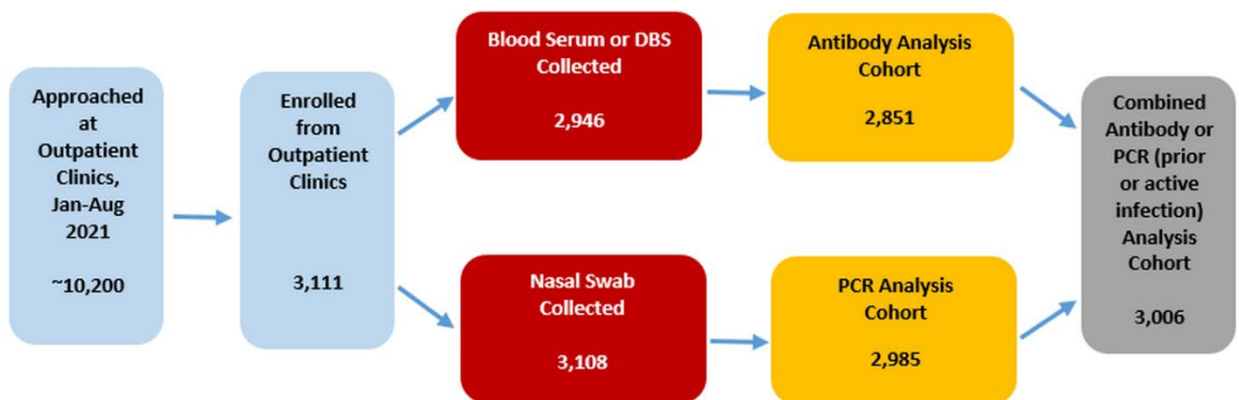 Approached
at
Outpatient
Clinics,
Jan-Aug
2021
~10,200
Enrolled
from
Outpatient
Clinics
3,111
Blood Serum or DBS
Collected
2,946
Antibody Analysis
Cohort
2,851
Nasal Swab
Collected
3,108
PCR Analysis
Cohort
2,985
Combined
Antibody or
PCR (prior
or active
infection)
Analysis
Cohort
3,006